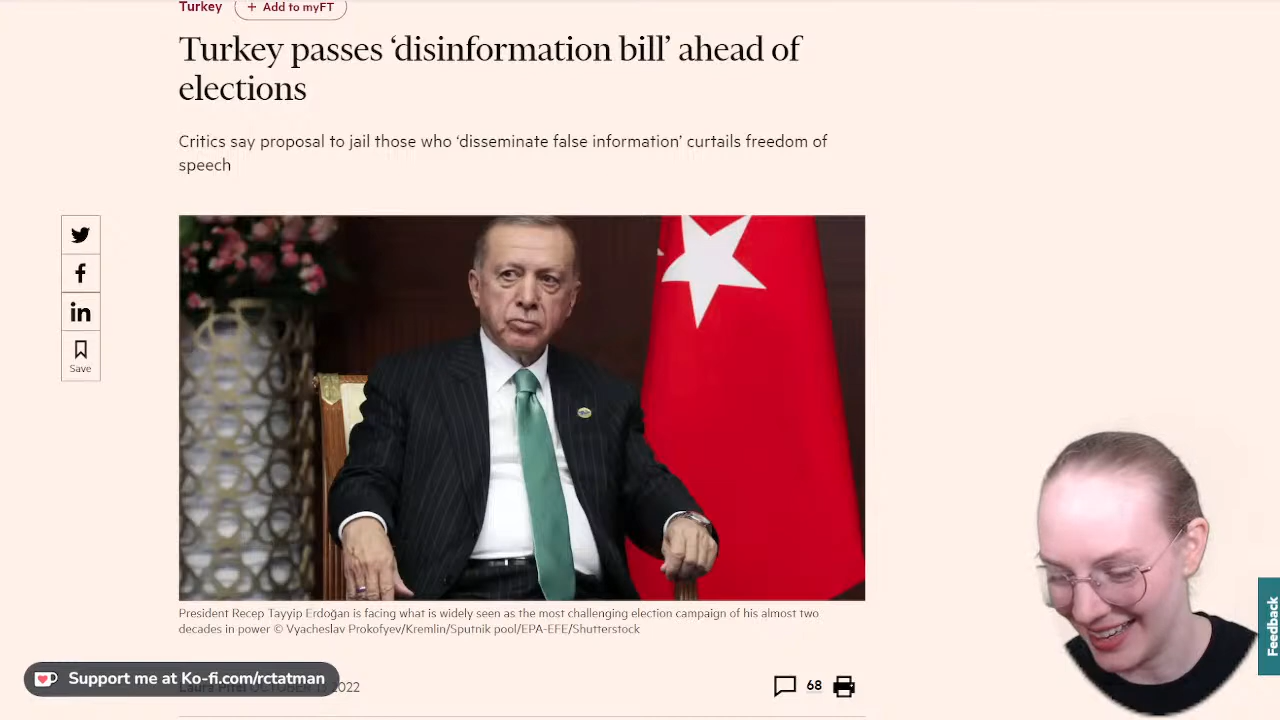 Turkey + Add to myFT
Turkey passes ‘disinformation bill’ ahead of
elections
Critics say proposal to jail those who ‘disseminate false information’ curtails freedom of
speech
in
Save
President Recep Tayyip Erdoğan is facing what is widely seen as the most challenging election campaign of his almost two
decades in power © Vyacheslav Prokofyev/Kremlin/Sputnik pool/EPA-EFE/Shutterstock
Support me at Ko-fi.com/rctatman
2022
68
Feedback